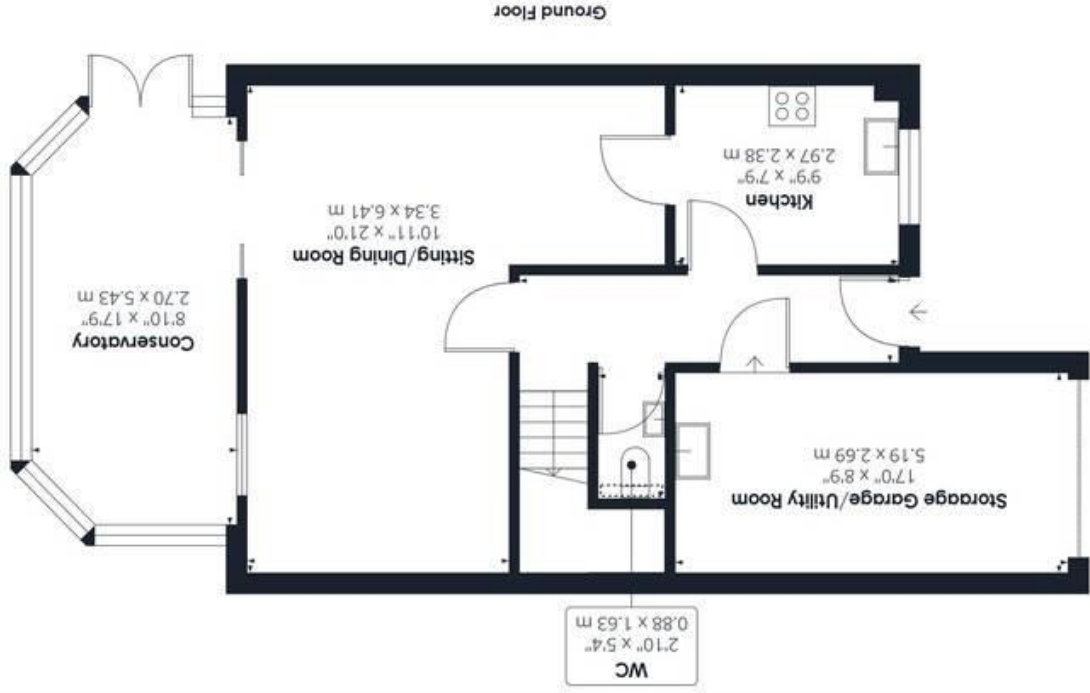 WC
2'10" x 5'4"
0.88 x 1.63 m
Storaage Garage/Utility Room
17'0" x 8'9"
5.19 x 2.69 m
Conservatory
8'10" x 17'9"
2.70 x 5.43 m
Sitting/Dining Room
10'11" x 21'0"
3.34 x 6.41 m
Kitchen
9'9" x 7'9"
2.97 x 2.38 m
Ground Floor